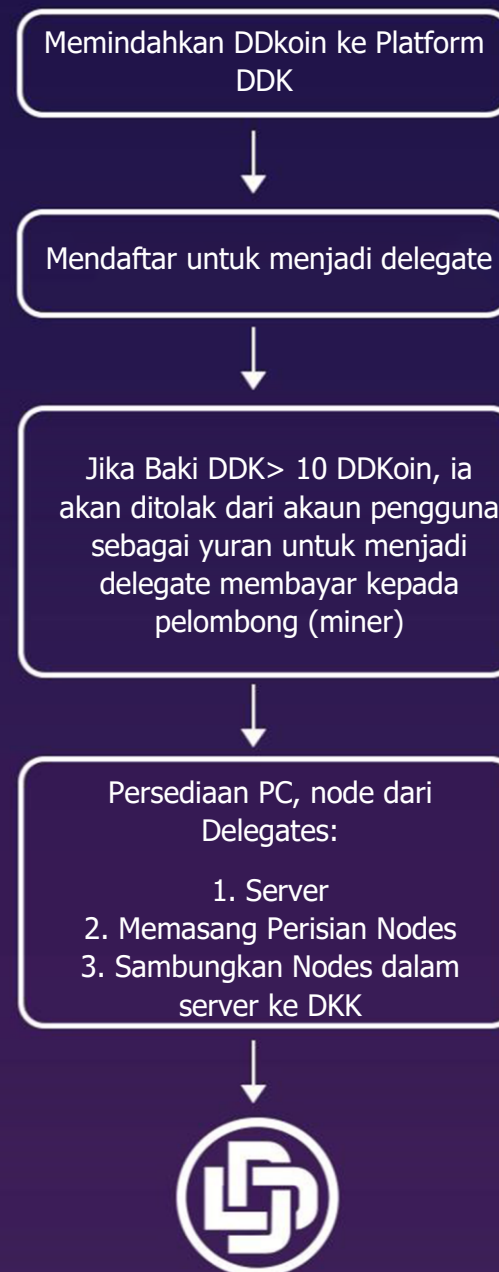 Memindahkan DDkoin ke Platform
DDK
Mendaftar untuk menjadi delegate
Jika Baki DDK> 10 DDKoin, ia
akan ditolak dari akaun pengguna
sebagai yuran untuk menjadi
delegate membayar kepada
pelombong (miner)
Persediaan PC, node dari
Delegates:
1. Server
2. Memasang Perisian Nodes
3. Sambungkan Nodes dalam
server ke DKK